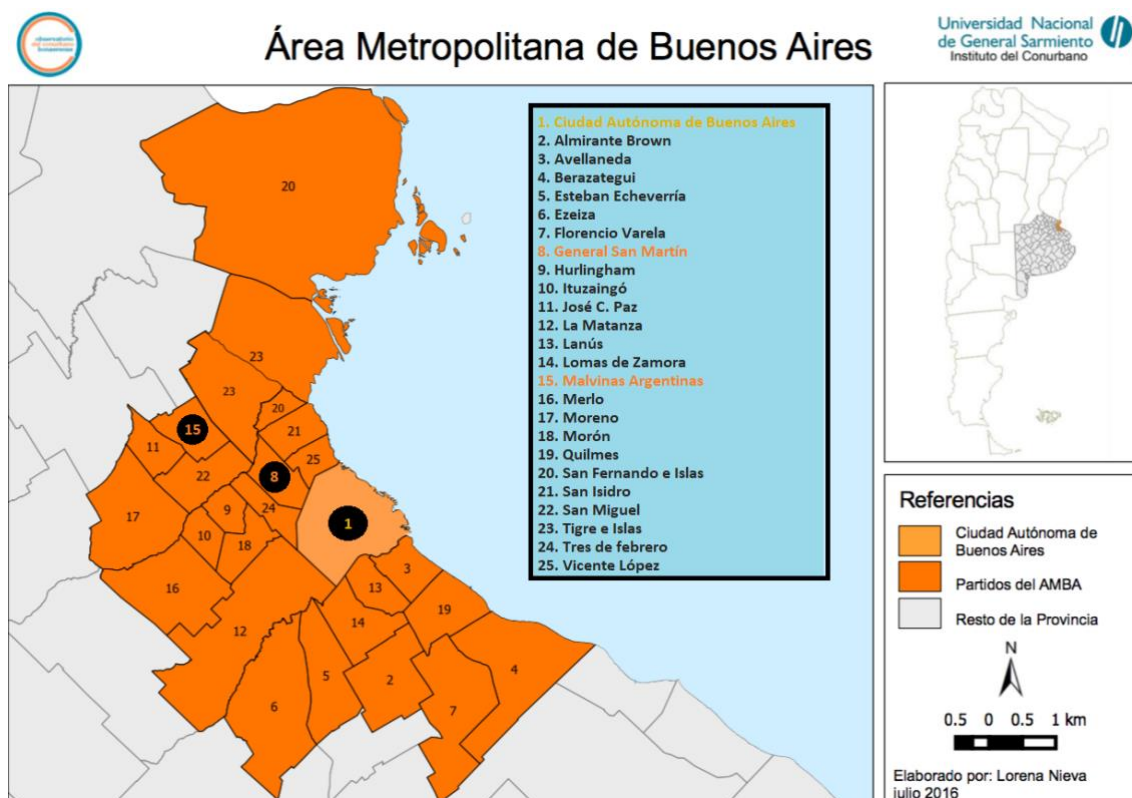 observatorio
del conurbano
bonaerense
Área Metropolitana de Buenos Aires
Universidad Nacional
de General Sarmiento
Instituto del Conurbano
1. Ciudad Autónoma de Buenos Aires
2. Almirante Brown
3. Avellaneda
4. Berazategui
5. Esteban Echeverría
6. Ezeiza
7. Florencio Varela
8. General San Martín
9. Hurlingham
10. Ituzaingó
11. José C. Paz
12. La Matanza
13. Lanús
14. Lomas de Zamora
15. Malvinas Argentinas
16. Merlo
17. Moreno
18. Morón
19. Quilmes
20. San Fernando e Islas
21. San Isidro
22. San Miguel
23. Tigre e Islas
24. Tres de febrero
25. Vicente López
20
23
23
20
15
21
11
25
22
8
17
9
24
1
10
18
3
16
13
19
14
12
4
5
2
6
7
Referencias
Ciudad Autónoma de
Buenos Aires
Partidos del AMBA
Resto de la Provincia
N
0.5 0 0.5 1 km
Elaborado por: Lorena Nieva
julio 2016